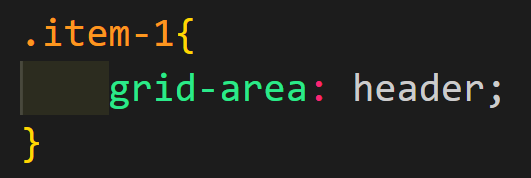 .item-1{
    grid-area: header;
}